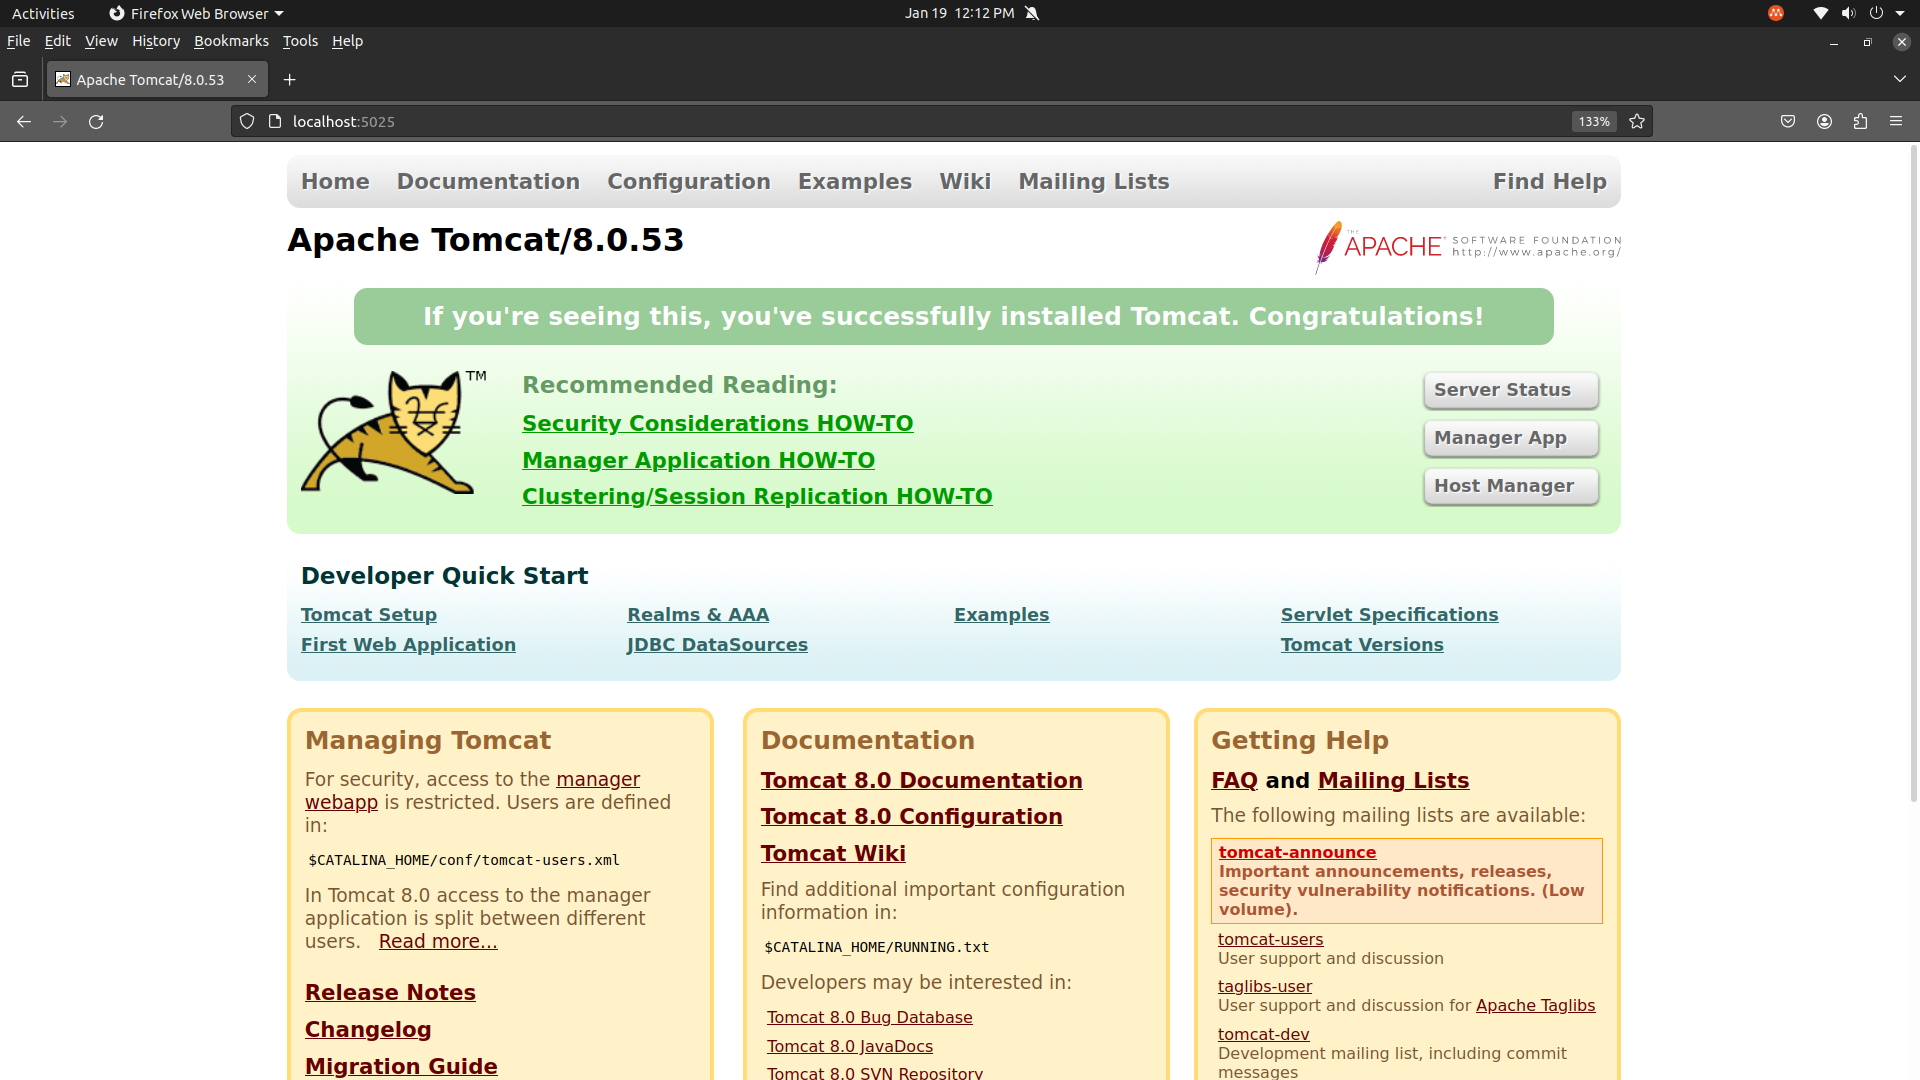 Activities
Firefox Web Browser
Jan 19 12:12 PM
File Edit View History Bookmarks Tools Help
Apache Tomcat/8.0.53
localhost:5025
133%
Home Documentation Configuration Examples Wiki Mailing Lists Find Help
Apache Tomcat/8.0.53
THE APACHE SOFTWARE FOUNDATION
http://www.apache.org/
If you're seeing this, you've successfully installed Tomcat. Congratulations!
TM
Recommended Reading:
Security Considerations HOW-TO
Manager Application HOW-TO
Clustering/Session Replication HOW-TO
Server Status
Manager App
Host Manager
Developer Quick Start
Tomcat Setup
First Web Application
Realms & AAA
JDBC DataSources
Examples
Servlet Specifications
Tomcat Versions
Managing Tomcat
For security, access to the manager
webapp is restricted. Users are defined
in:
$CATALINA_HOME/conf/tomcat-users.xml
In Tomcat 8.0 access to the manager
application is split between different
users. Read more...
Release Notes
Changelog
Migration Guide
Documentation
Tomcat 8.0 Documentation
Tomcat 8.0 Configuration
Tomcat Wiki
Find additional important configuration
information in:
$CATALINA_HOME/RUNNING.txt
Developers may be interested in:
Tomcat 8.0 Bug Database
Tomcat 8.0 JavaDocs
Tomcat 8.0 SVN Repository
Getting Help
FAQ and Mailing Lists
The following mailing lists are available:
tomcat-announce
Important announcements, releases,
security vulnerability notifications. (Low
volume).
tomcat-users
User support and discussion
taglibs-user
User support and discussion for Apache Taglibs
tomcat-dev
Development mailing list, including commit
messages